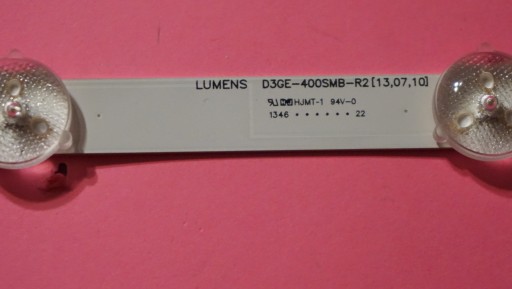 LUMENS D3GE-400SMB-R2[13,07,10]
HJMT-1 94V-0
1346 • • • • • • 22